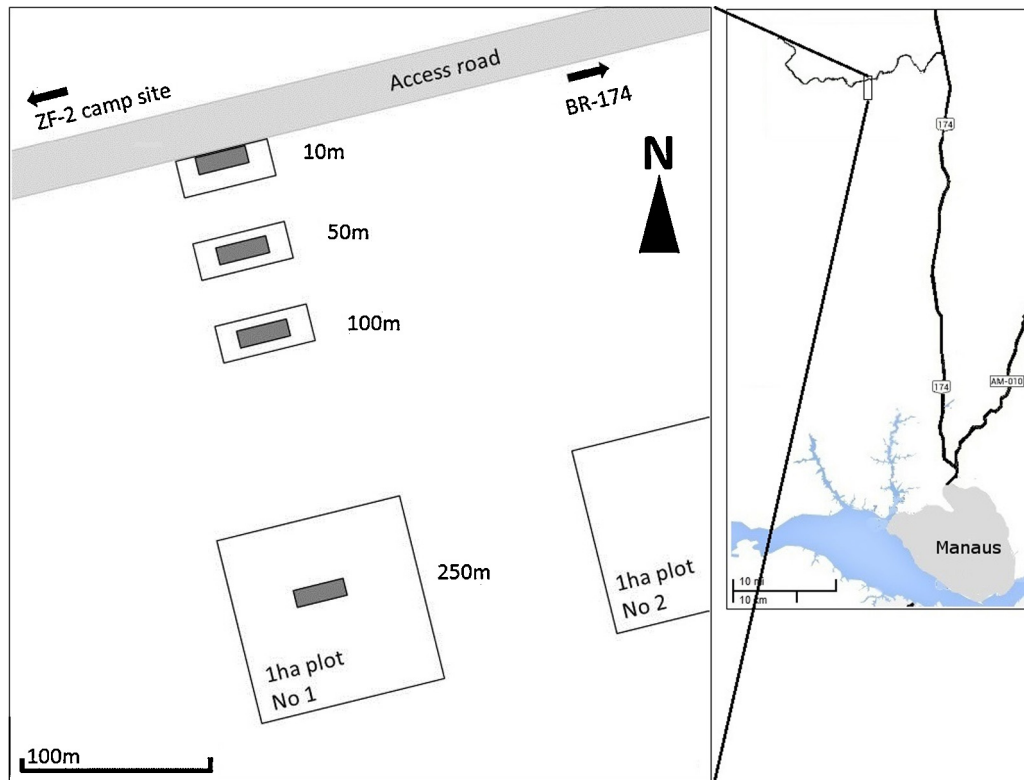 Access road
ZF-2 camp site
BR-174
10m
N
50m
100m
250m
1ha plot
No 1
1ha plot
No 2
100m
174
174
AM-010
Manaus
10 mi
10 km